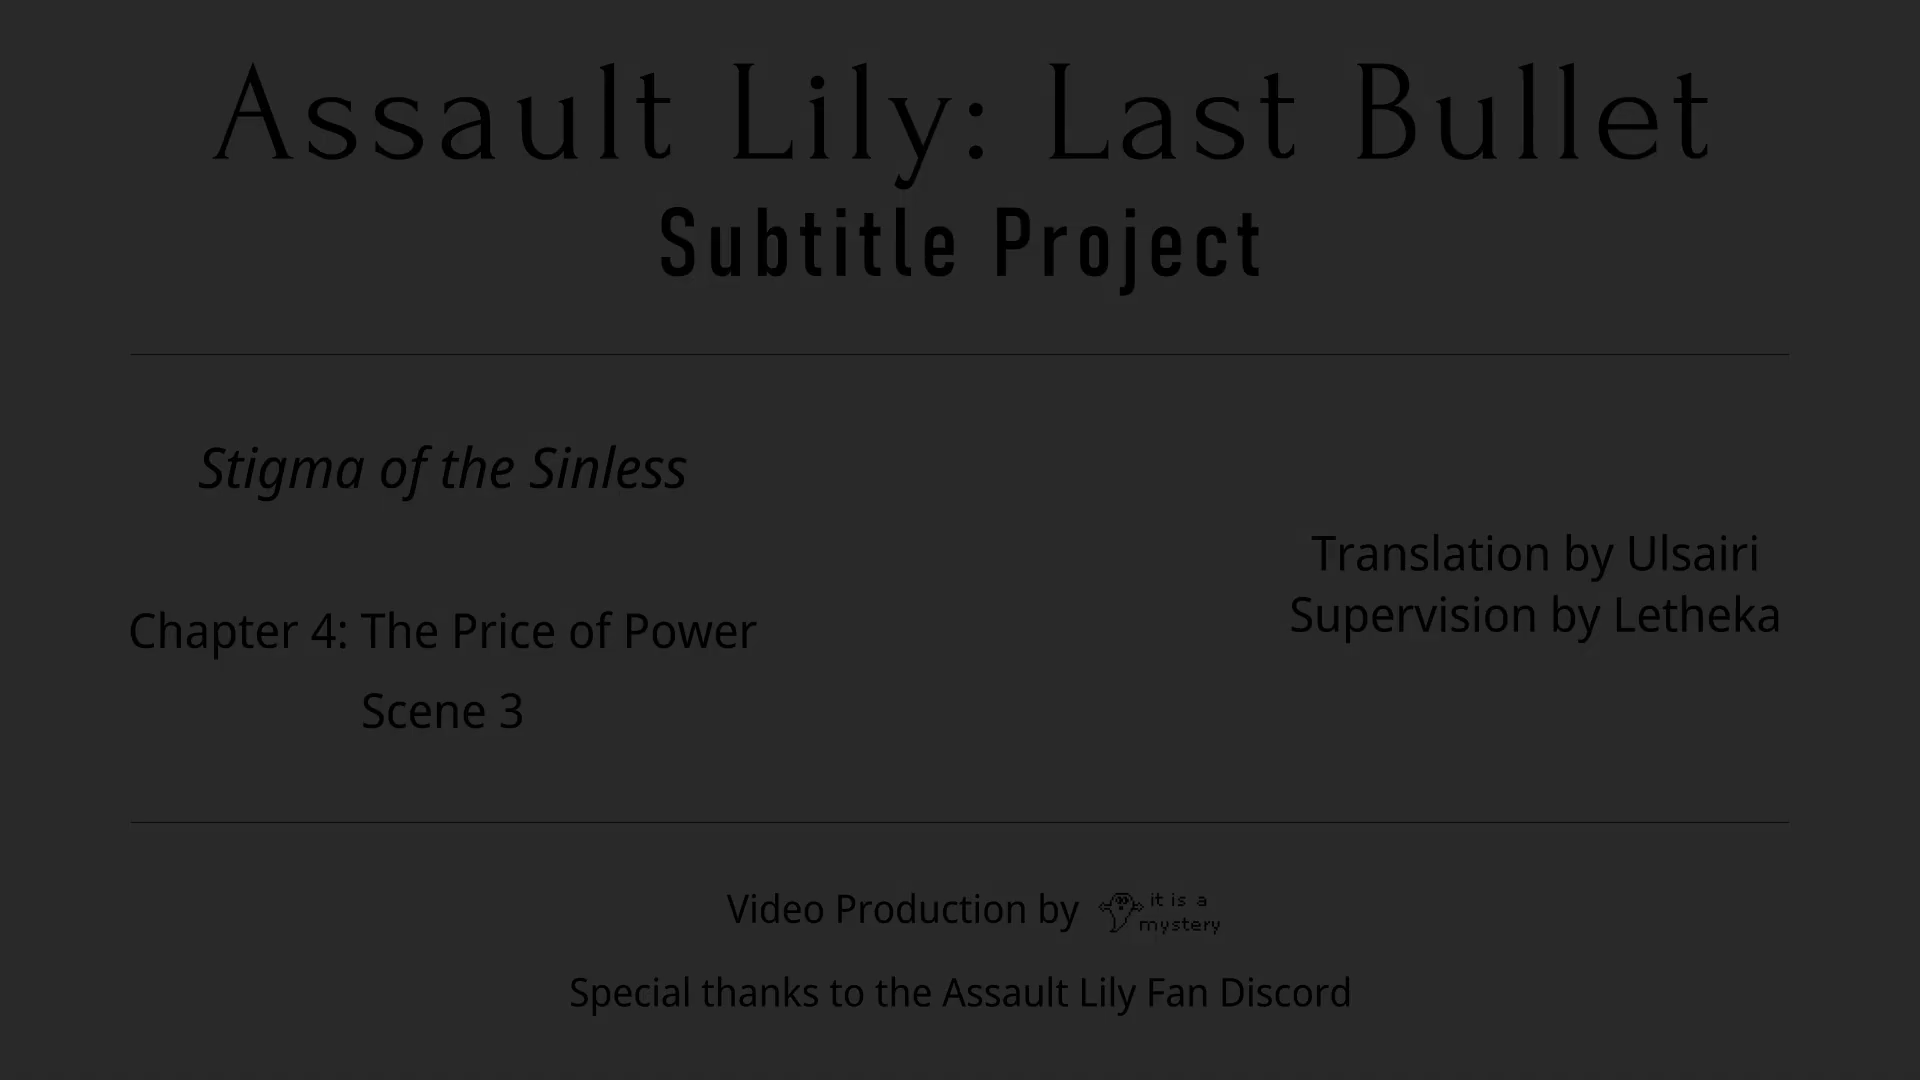 Assault Lily: Last Bullet
Subtitle Project
Stigma of the Sinless
Chapter 4: The Price of Power
Scene 3
Translation by Ulsairi
Supervision by Letheka
Video Production by it is a mystery
Special thanks to the Assault Lily Fan Discord